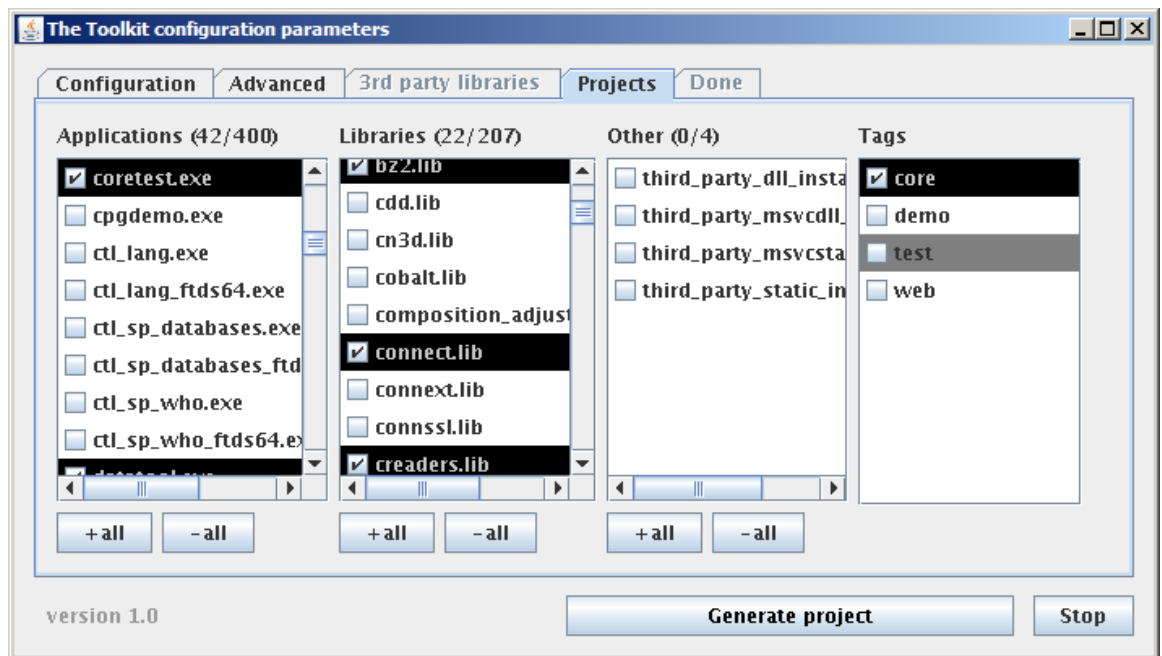 The Toolkit configuration parameters
Configuration Advanced 3rd party libraries Projects Done
Applications (42/400)
coretest.exe
cpgdemo.exe
ctl_lang.exe
ctl_lang_ftds64.exe
ctl_sp_databases.exe
ctl_sp_databases_ftd
ctl_sp_who.exe
ctl_sp_who_ftds64.ex
+all -all
Libraries (22/207)
bz2.lib
cdd.lib
cn3d.lib
cobalt.lib
composition_adjust
connect.lib
connext.lib
connssl.lib
creaders.lib
+all -all
Other (0/4)
third_party_dll_insta
third_party_msvcdll_
third_party_msvcsta
third_party_static_in
+all -all
Tags
core
demo
test
web
version 1.0
Generate project
Stop